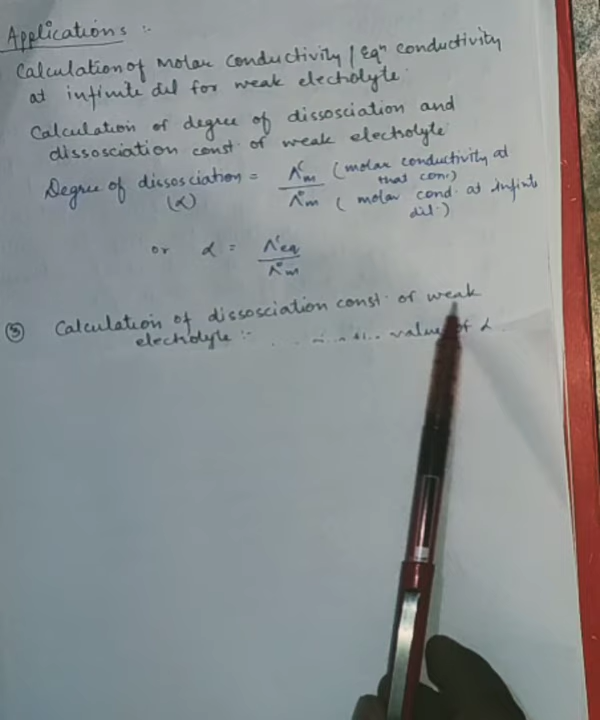 Applications :-
Calculation of Molar Conductivity / Eqn conductivity
at infinite dil for weak electrolyte.
Calculation of degree of dissosciation and
dissosciation const. of weak electrolyte.
Degree of dissosciation = Λᶜm (molar conductivity at that con.)
(α) Λ°m ( molar cond. at Infinite dil.)
or α = Λᶜeq
Λ°m
③ Calculation of dissosciation const. of weak
electrolyte :- value of α.